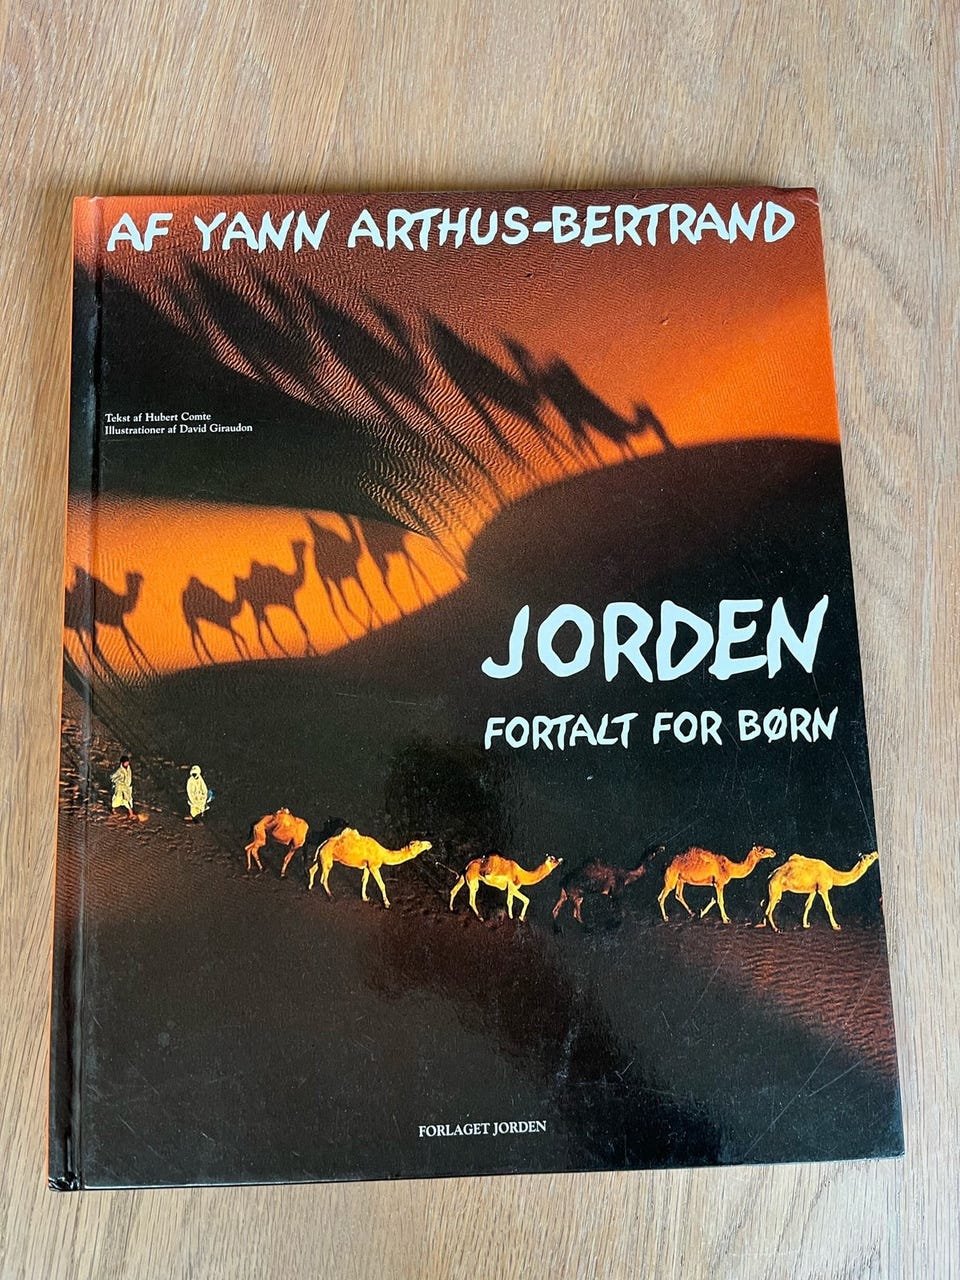 AF YANN ARTHUS-BERTRAND
Tekst af Hubert Comte
Illustrationer af David Giraudon
JORDEN
FORTALT FOR BØRN
FORLAGET JORDEN